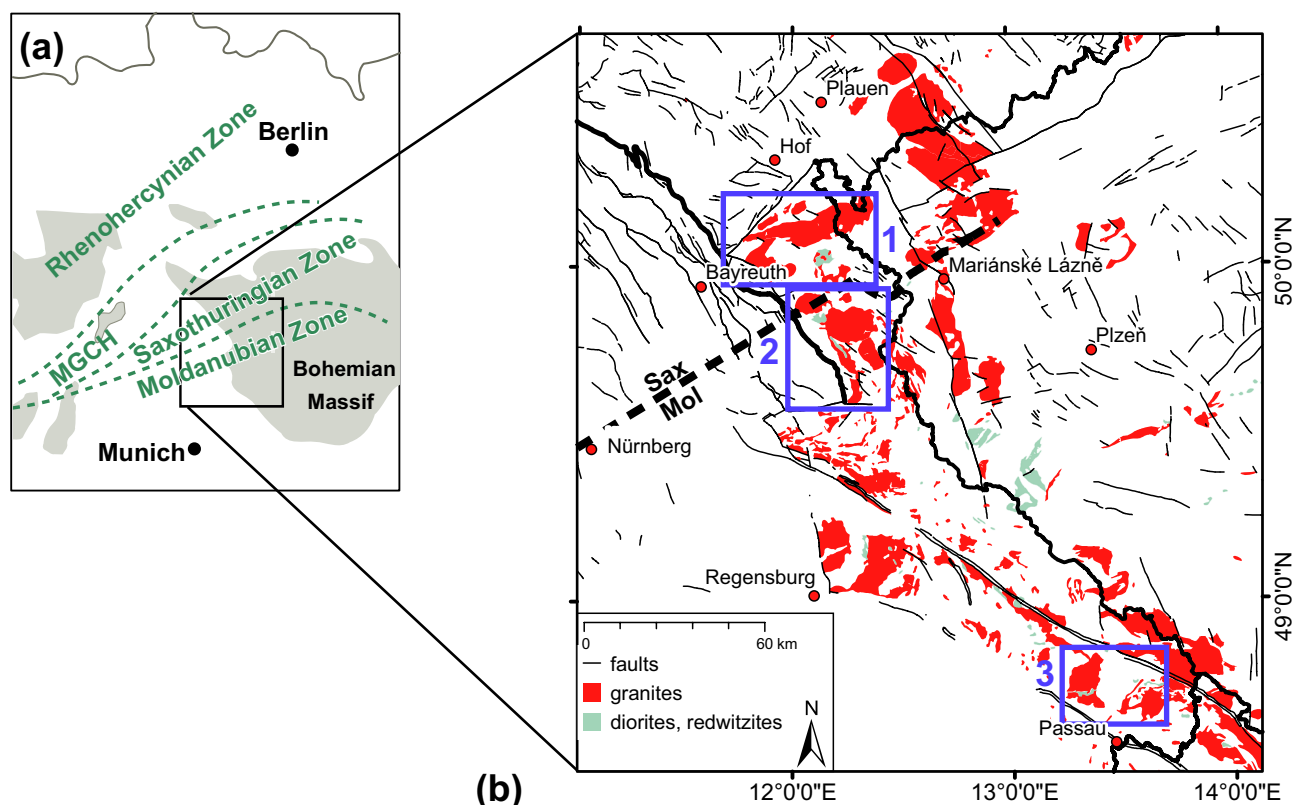 (a)
Berlin
Rhenohercynian Zone
MGCH
Saxothuringian Zone
Moldanubian Zone
Bohemian
Massif
Munich
Plauen
Hof
1
Bayreuth
Mariánské Lázně
2
Plzeň
Sax
Mol
Nürnberg
Regensburg
3
Passau
50°0'0"N
49°0'0"N
0 60 km
faults
granites
diorites, redwitzites
N
(b)
12°0'0"E 13°0'0"E 14°0'0"E